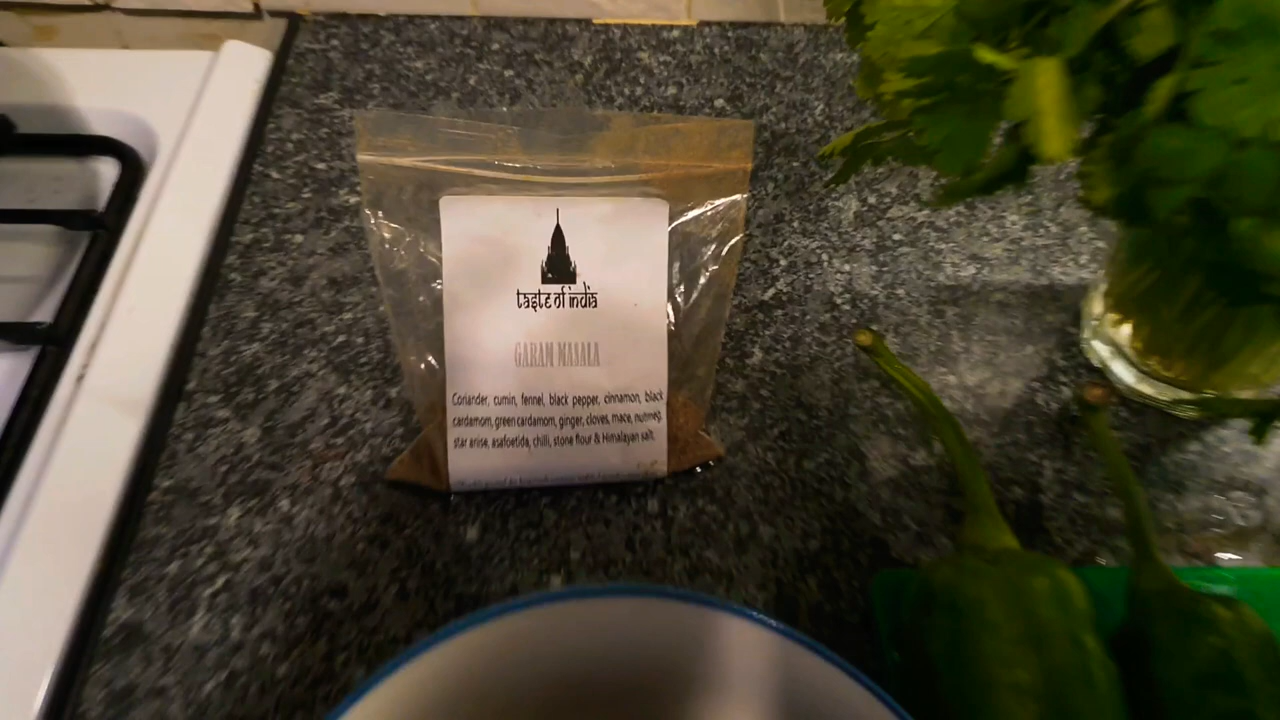 taste of india
GARAM MASALA
Coriander, cumin, fennel, black pepper, cinnamon, black
cardamom, green cardamom, ginger, cloves, mace, nutmeg,
star anise, asafoetida, chilli, stone flour & Himalayan salt.